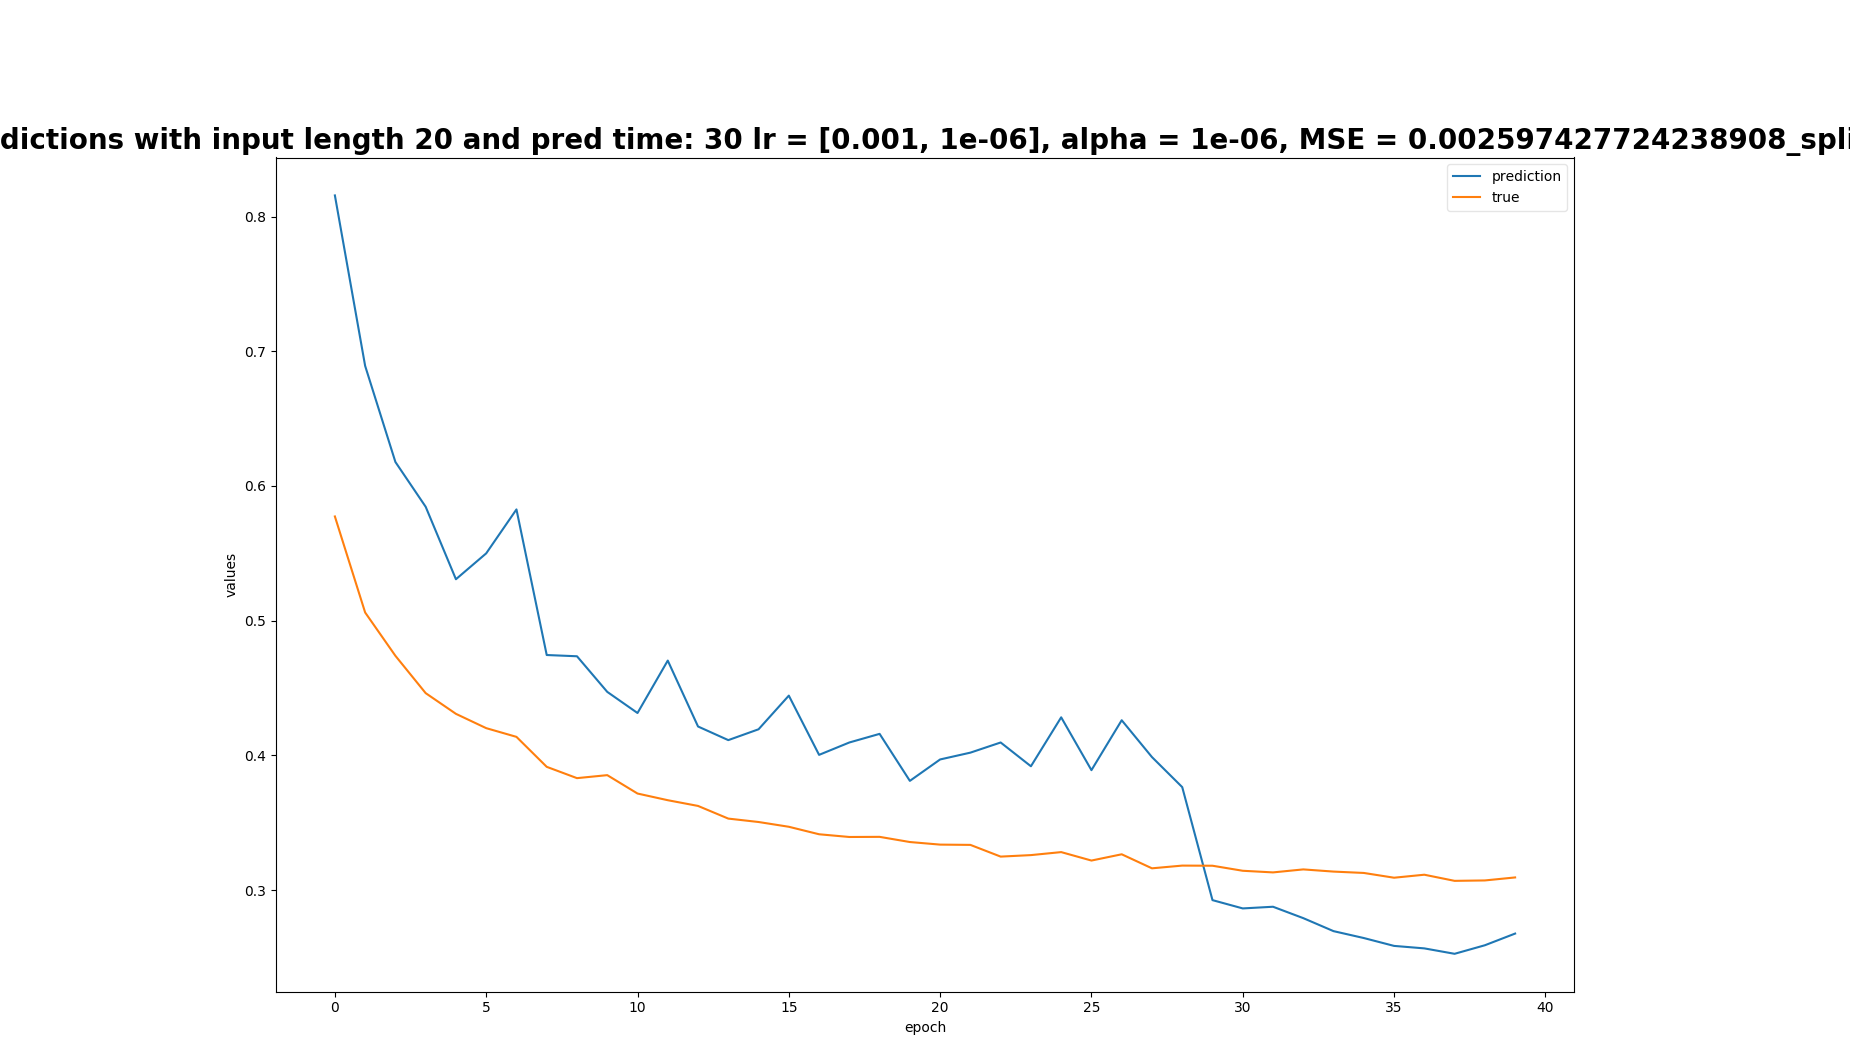 dictions with input length 20 and pred time: 30 lr = [0.001, 1e-06], alpha = 1e-06, MSE = 0.002597427724238908_spli
prediction
true
0.8
0.7
0.6
0.5
0.4
0.3
values
0 5 10 15 20 25 30 35 40
epoch